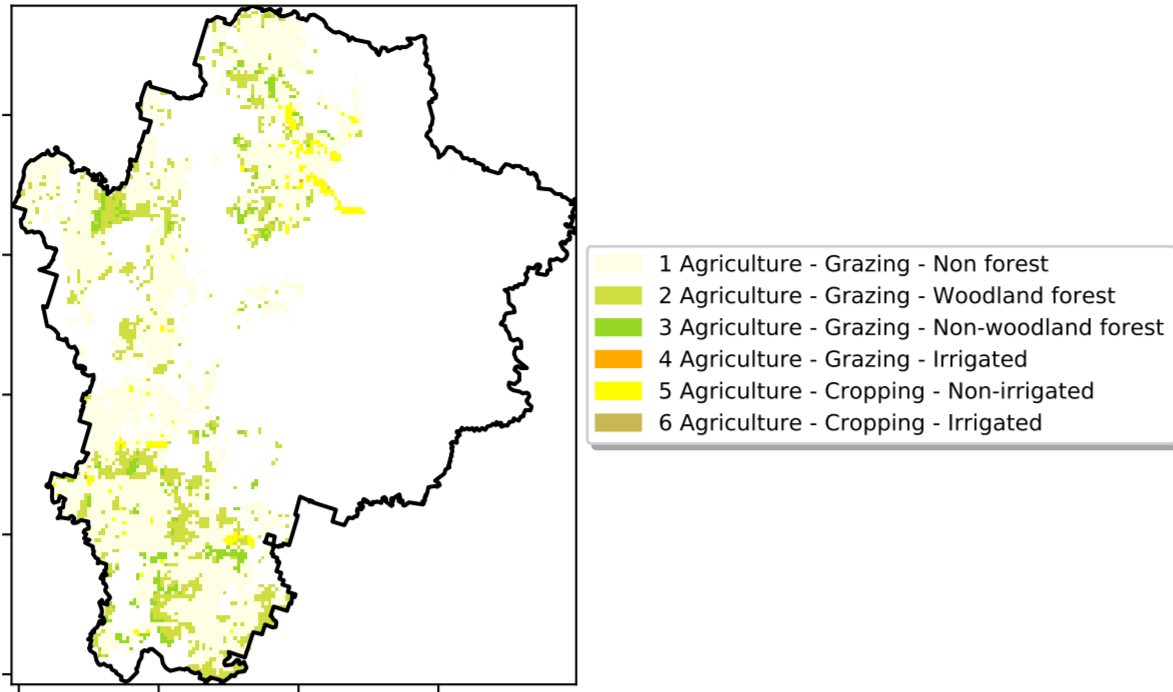 1 Agriculture - Grazing - Non forest
2 Agriculture - Grazing - Woodland forest
3 Agriculture - Grazing - Non-woodland forest
4 Agriculture - Grazing - Irrigated
5 Agriculture - Cropping - Non-irrigated
6 Agriculture - Cropping - Irrigated